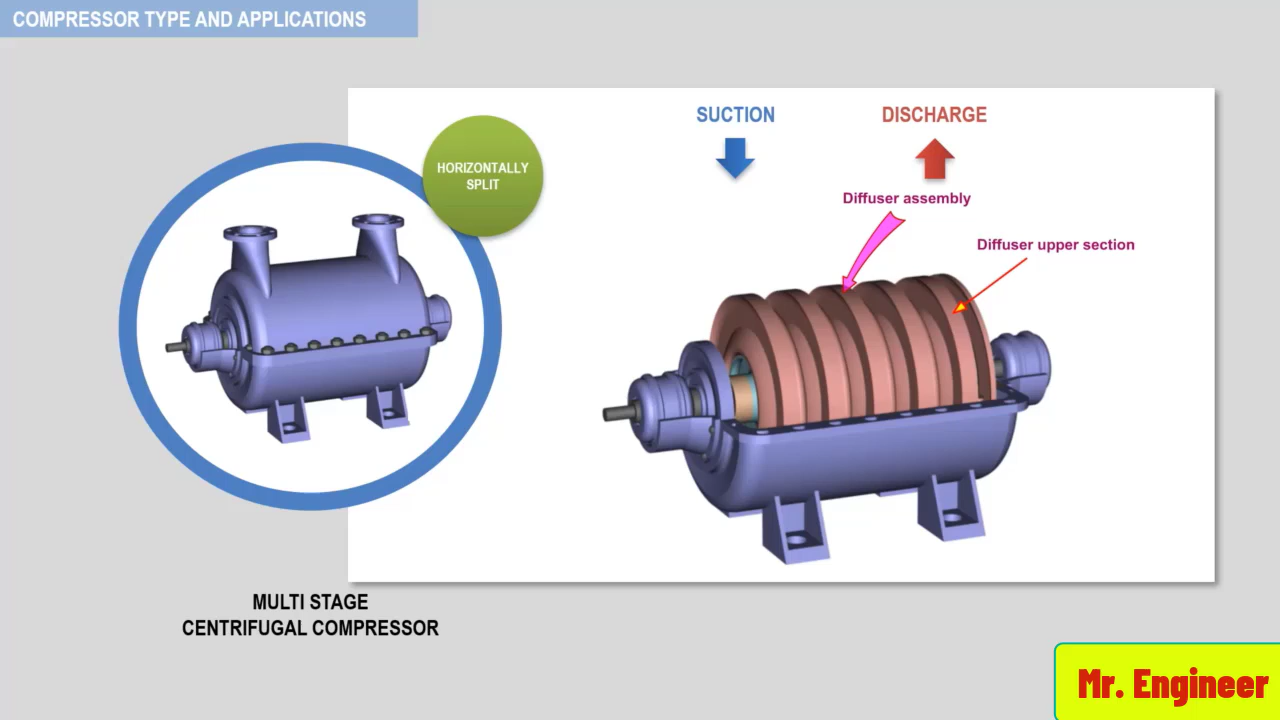 COMPRESSOR TYPE AND APPLICATIONS
SUCTION
DISCHARGE
HORIZONTALLY
SPLIT
Diffuser assembly
Diffuser upper section
MULTI STAGE
CENTRIFUGAL COMPRESSOR
Mr. Engineer